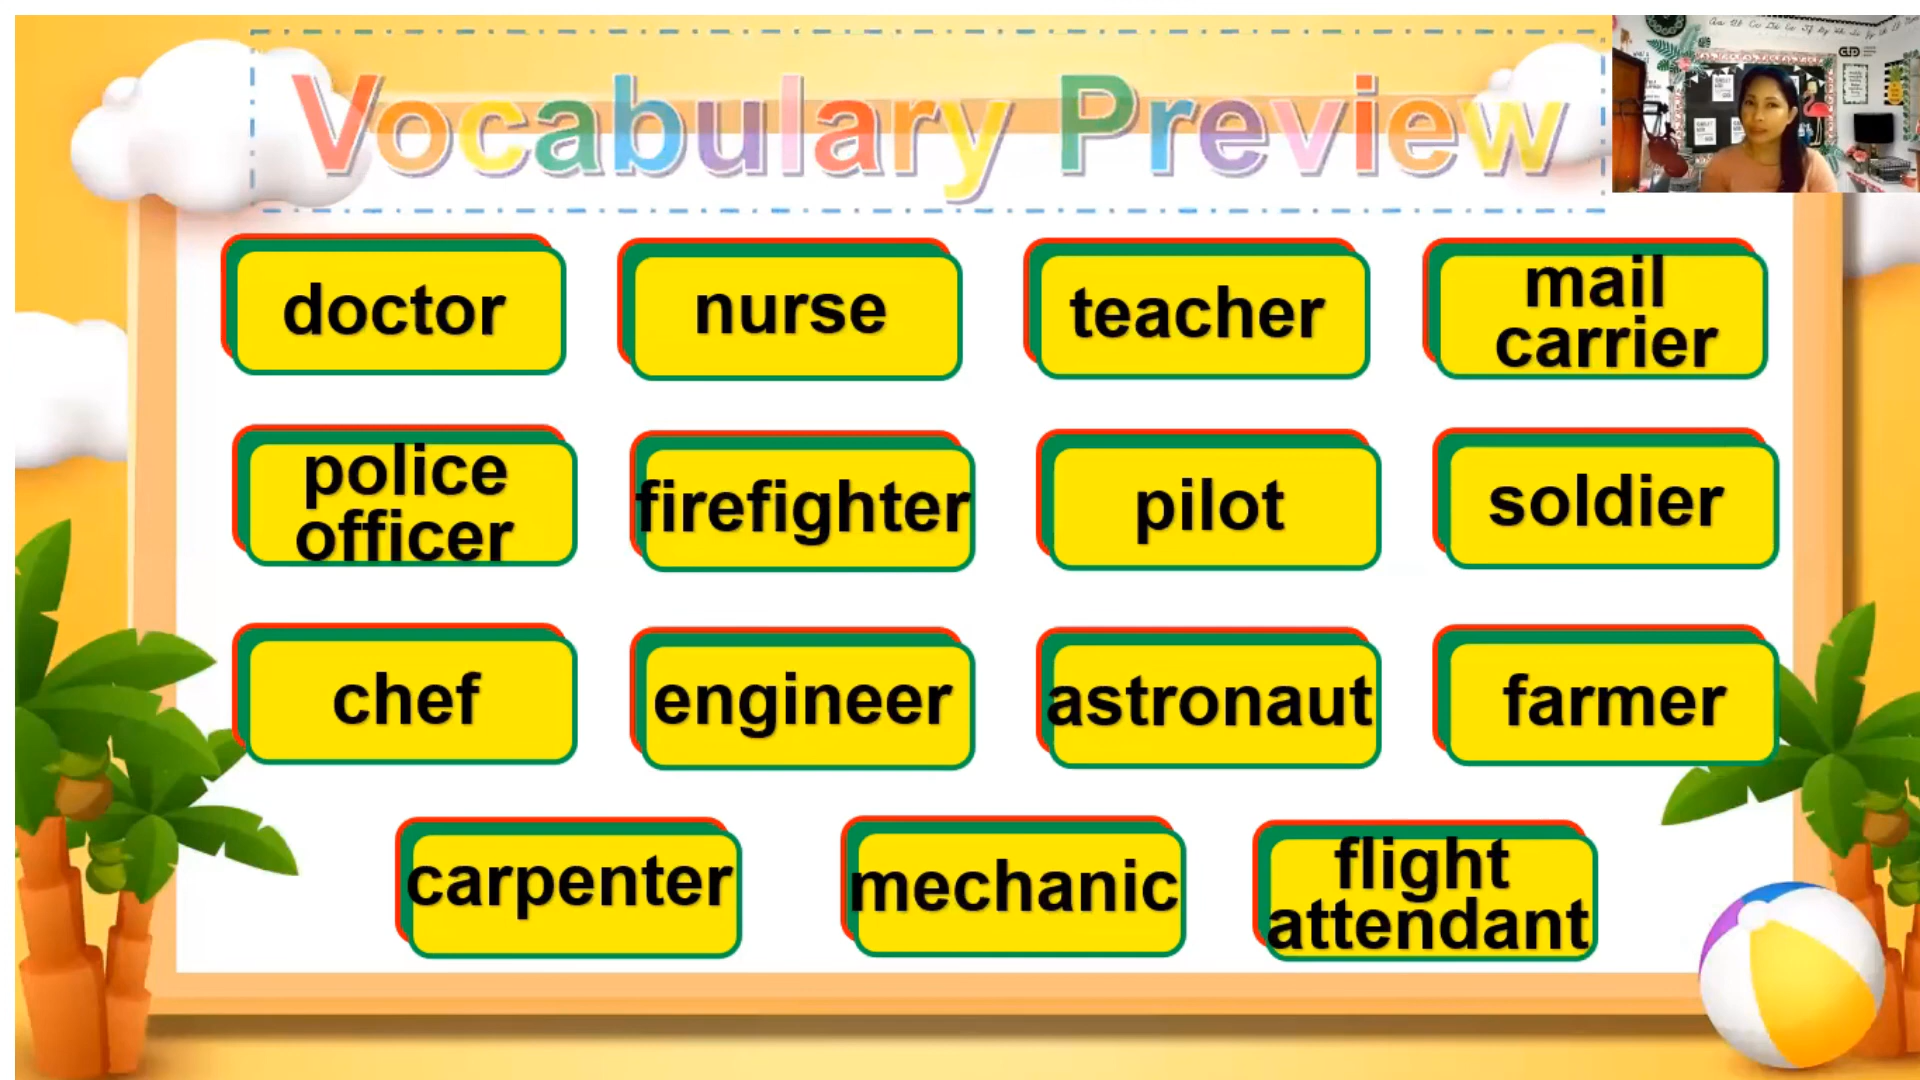 Vocabulary Preview
doctor
nurse
teacher
mail
carrier
police
officer
firefighter
pilot
soldier
chef
engineer
astronaut
farmer
carpenter
mechanic
flight
attendant